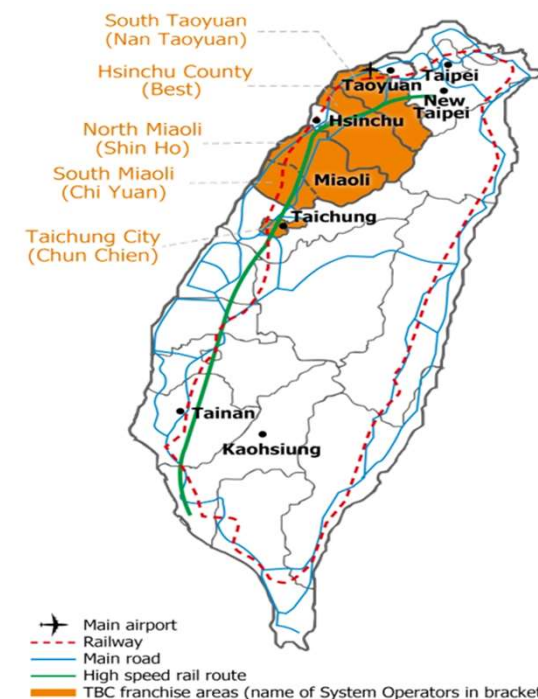 South Taoyuan
(Nan Taoyuan)
Taipei
Taoyuan
Hsinchu County
(Best)
New
Taipei
Hsinchu
North Miaoli
(Shin Ho)
South Miaoli
(Chi Yuan)
Miaoli
Taichung
Taichung City
(Chun Chien)
Tainan
Kaohsiung
Main airport
Railway
Main road
High speed rail route
TBC franchise areas (name of System Operators in bracket